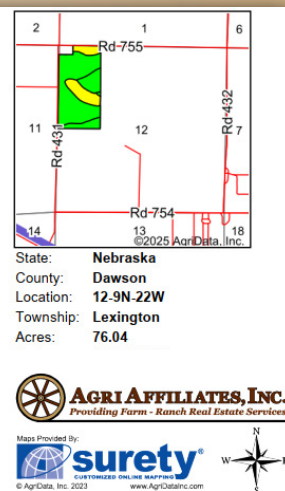 2 1 6
Rd 755
11 12 7
Rd 431
Rd 432
Rd 754
14 13 18
©2025 AgriData, Inc.
State: Nebraska
County: Dawson
Location: 12-9N-22W
Township: Lexington
Acres: 76.04
AGRI AFFILIATES, INC.
Providing Farm - Ranch Real Estate Services
Maps Provided By:
surety®
CUSTOMIZED ONLINE MAPPING
© AgriData, Inc. 2023 www.AgriDataInc.com
N
W E
S